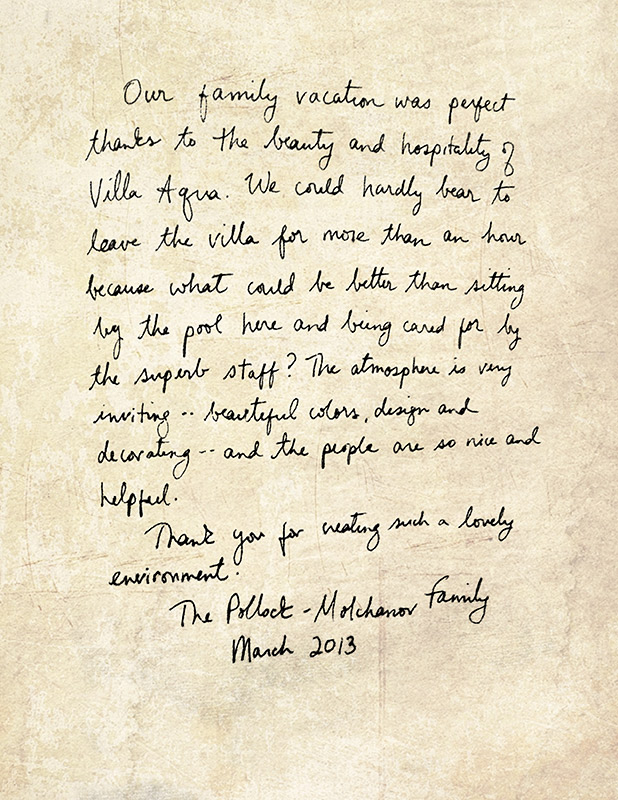 Our family vacation was perfect
thanks to the beauty and hospitality of
Villa Aqua. We could hardly bear to
leave the villa for more than an hour
because what could be better than sitting
by the pool here and being cared for by
the superb staff? The atmosphere is very
inviting -- beautiful colors, design and
decorating -- and the people are so nice and
helpful.
Thank you for creating such a lovely
environment.
The Pollock - Molchanov Family
March 2013